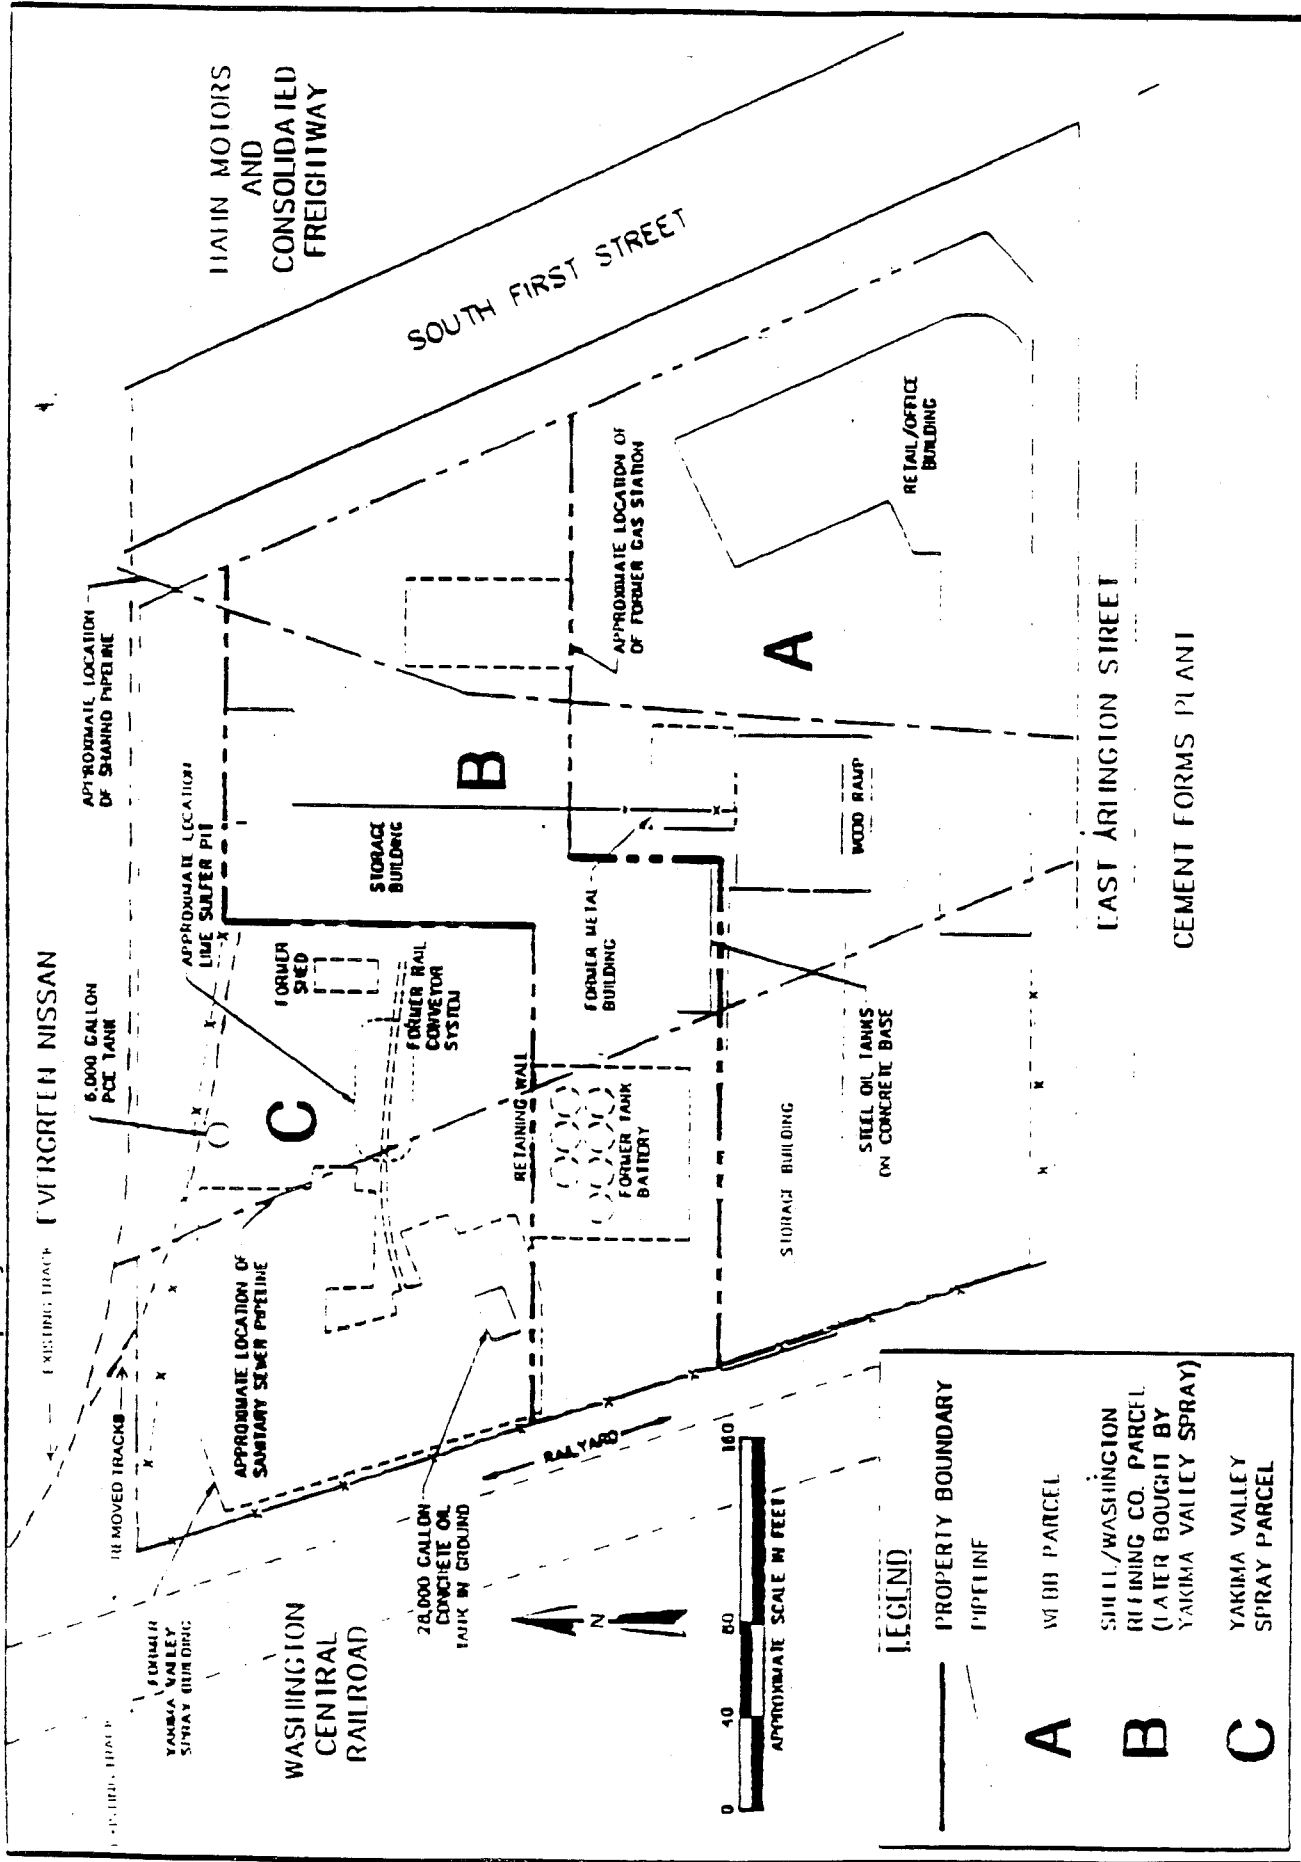 HAHN MOTORS
AND
CONSOLIDATED
FREIGHTWAY
SOUTH FIRST STREET
EVERGREEN NISSAN
EXISTING TRACK
REMOVED TRACKS
EXISTING TRACK
6,000 GALLON
PCE TANK
APPROXIMATE LOCATION
OF SHANNO PIPELINE
APPROXIMATE LOCATION
LIME SULFER PIT
FORMER
SHED
FORMER RAIL
CONVEYOR
SYSTEM
STORAGE
BUILDING
APPROXIMATE LOCATION OF
FORMER GAS STATION
RETAIL/OFFICE
BUILDING
C
B
A
APPROXIMATE LOCATION OF
SANITARY SEWER PIPELINE
RETAINING WALL
FORMER TANK
BATTERY
FORMER METAL
BUILDING
WOOD RAMP
STEEL OIL TANKS
ON CONCRETE BASE
STORAGE BUILDING
FORMER
YAKIMA VALLEY
SPRAY BUILDING
28,000 GALLON
CONCRETE OIL
TANK IN GROUND
RAILYARD
WASHINGTON
CENTRAL
RAILROAD
N
EAST ARLINGTON STREET
CEMENT FORMS PLANT
0 40 80 160
APPROXIMATE SCALE IN FEET
LEGEND
PROPERTY BOUNDARY
PIPELINE
A WEBB PARCEL
B SHELL/WASHINGTON
REFINING CO. PARCEL
(LATER BOUGHT BY
YAKIMA VALLEY SPRAY)
C YAKIMA VALLEY
SPRAY PARCEL